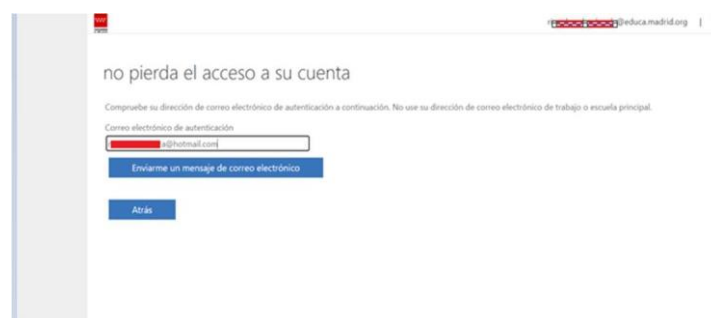 @educa.madrid.org |
no pierda el acceso a su cuenta
Compruebe su dirección de correo electrónico de autenticación a continuación. No use su dirección de correo electrónico de trabajo o escuela principal.
Correo electrónico de autenticación
a@hotmail.com
Enviarme un mensaje de correo electrónico
Atrás